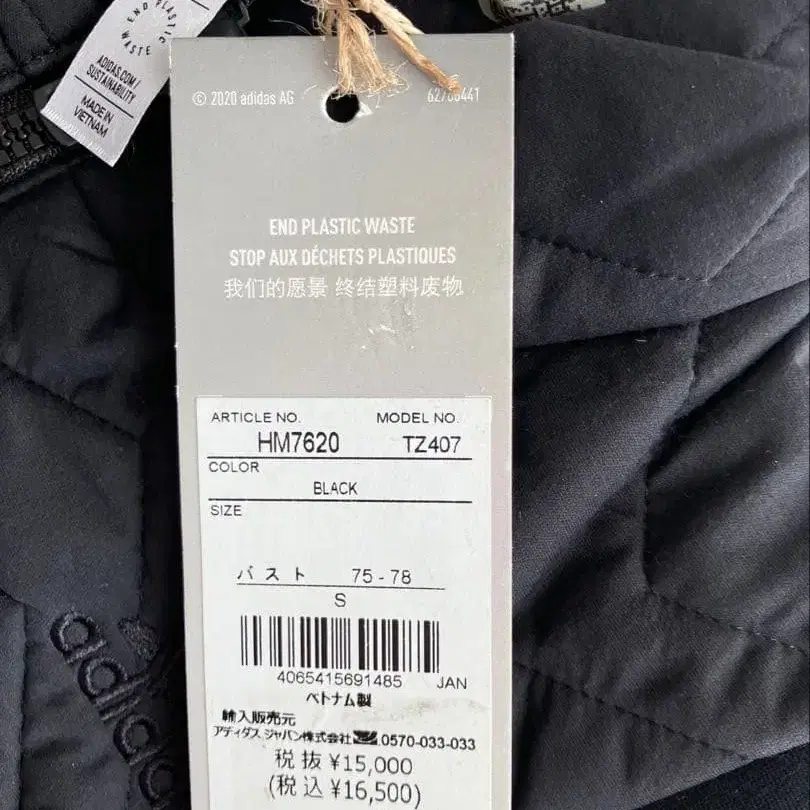 END PLASTIC WASTE
ADIDAS.COM/
SUSTAINABILITY
MADE IN
VIETNAM
© 2020 adidas AG
END PLASTIC WASTE
STOP AUX DÉCHETS PLASTIQUES
我们的愿景 终结塑料废物
ARTICLE NO. MODEL NO.
HM7620 TZ407
COLOR
BLACK
SIZE
バスト 75-78
S
4065415691485 JAN
ベトナム製
輸入販売元
アディダス ジャパン株式会社 0570-033-033
税抜 ¥15,000
(税込 ¥16,500)
adidas